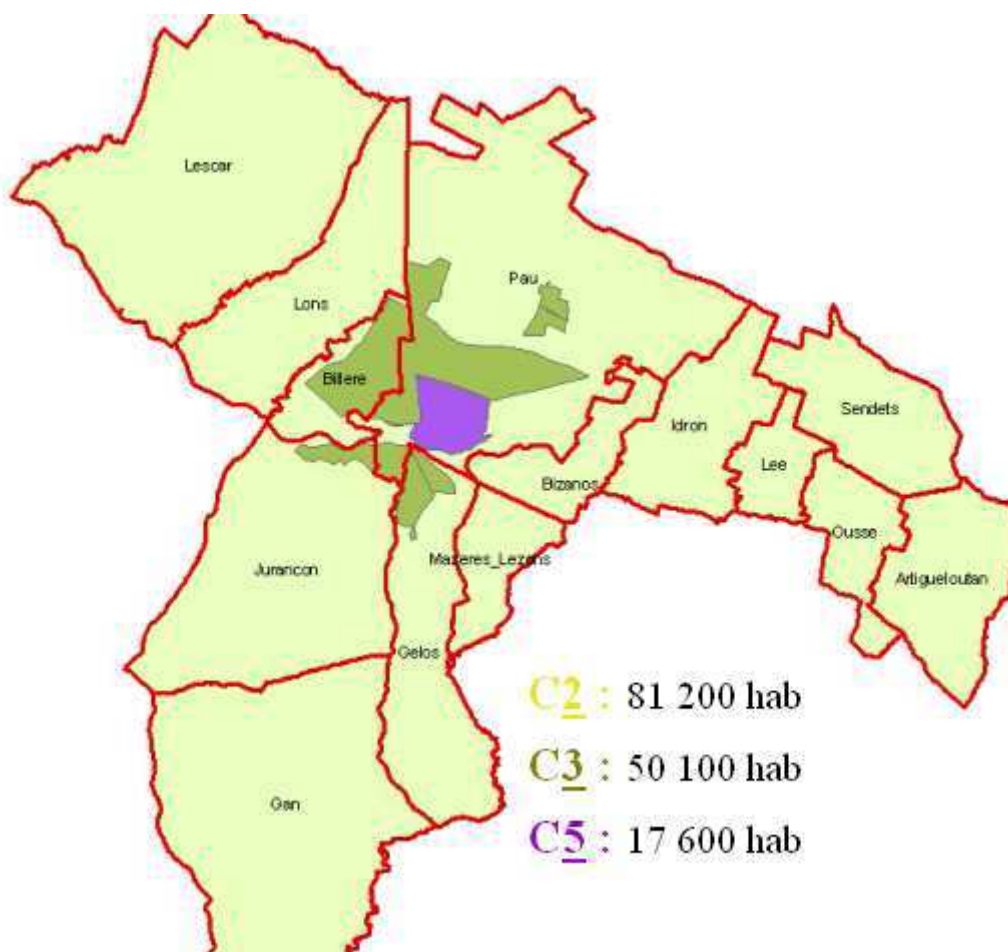 Lescar
Pau
Lons
Billere
Sendets
Idron
Lee
Bizanos
Ousse
Mazeres_Lezons
Jurancon
Artigueloutan
Gelos
C2 : 81 200 hab
C3 : 50 100 hab
Gan
C5 : 17 600 hab